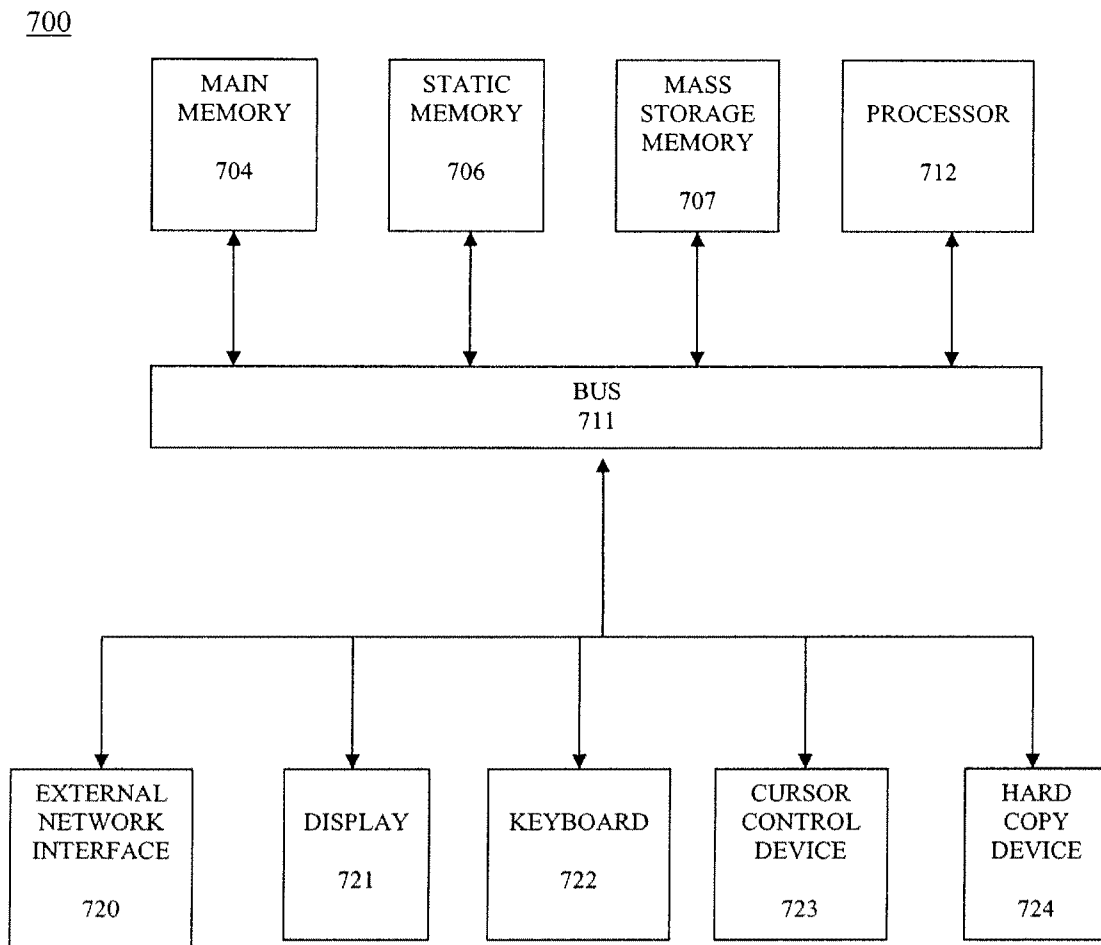 700
MAIN
MEMORY
704
STATIC
MEMORY
706
MASS
STORAGE
MEMORY
707
PROCESSOR
712
BUS
711
EXTERNAL
NETWORK
INTERFACE
720
DISPLAY
721
KEYBOARD
722
CURSOR
CONTROL
DEVICE
723
HARD
COPY
DEVICE
724